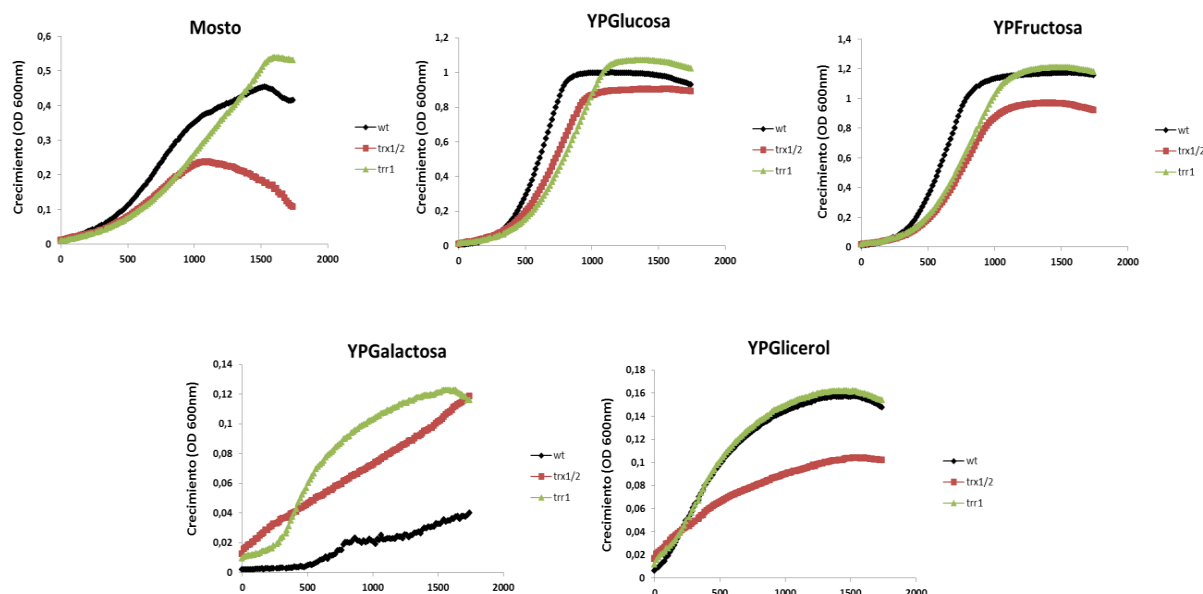 Mosto
Crecimiento (OD 600nm)
0,6
0,5
0,4
0,3
0,2
0,1
0
0
500
1000
1500
2000
wt
trx1/2
trr1
YPGlucosa
Crecimiento (OD 600nm)
1,2
1
0,8
0,6
0,4
0,2
0
0
500
1000
1500
2000
wt
trx1/2
trr1
YPFructosa
Crecimiento (OD 600nm)
1,4
1,2
1
0,8
0,6
0,4
0,2
0
0
500
1000
1500
2000
wt
trx1/2
trr1
YPGalactosa
Crecimiento (OD 600nm)
0,14
0,12
0,1
0,08
0,06
0,04
0,02
0
0
500
1000
1500
2000
wt
trx1/2
trr1
YPGlicerol
Crecimiento (OD 600nm)
0,18
0,16
0,14
0,12
0,1
0,08
0,06
0,04
0,02
0
0
500
1000
1500
2000
wt
trx1/2
trr1